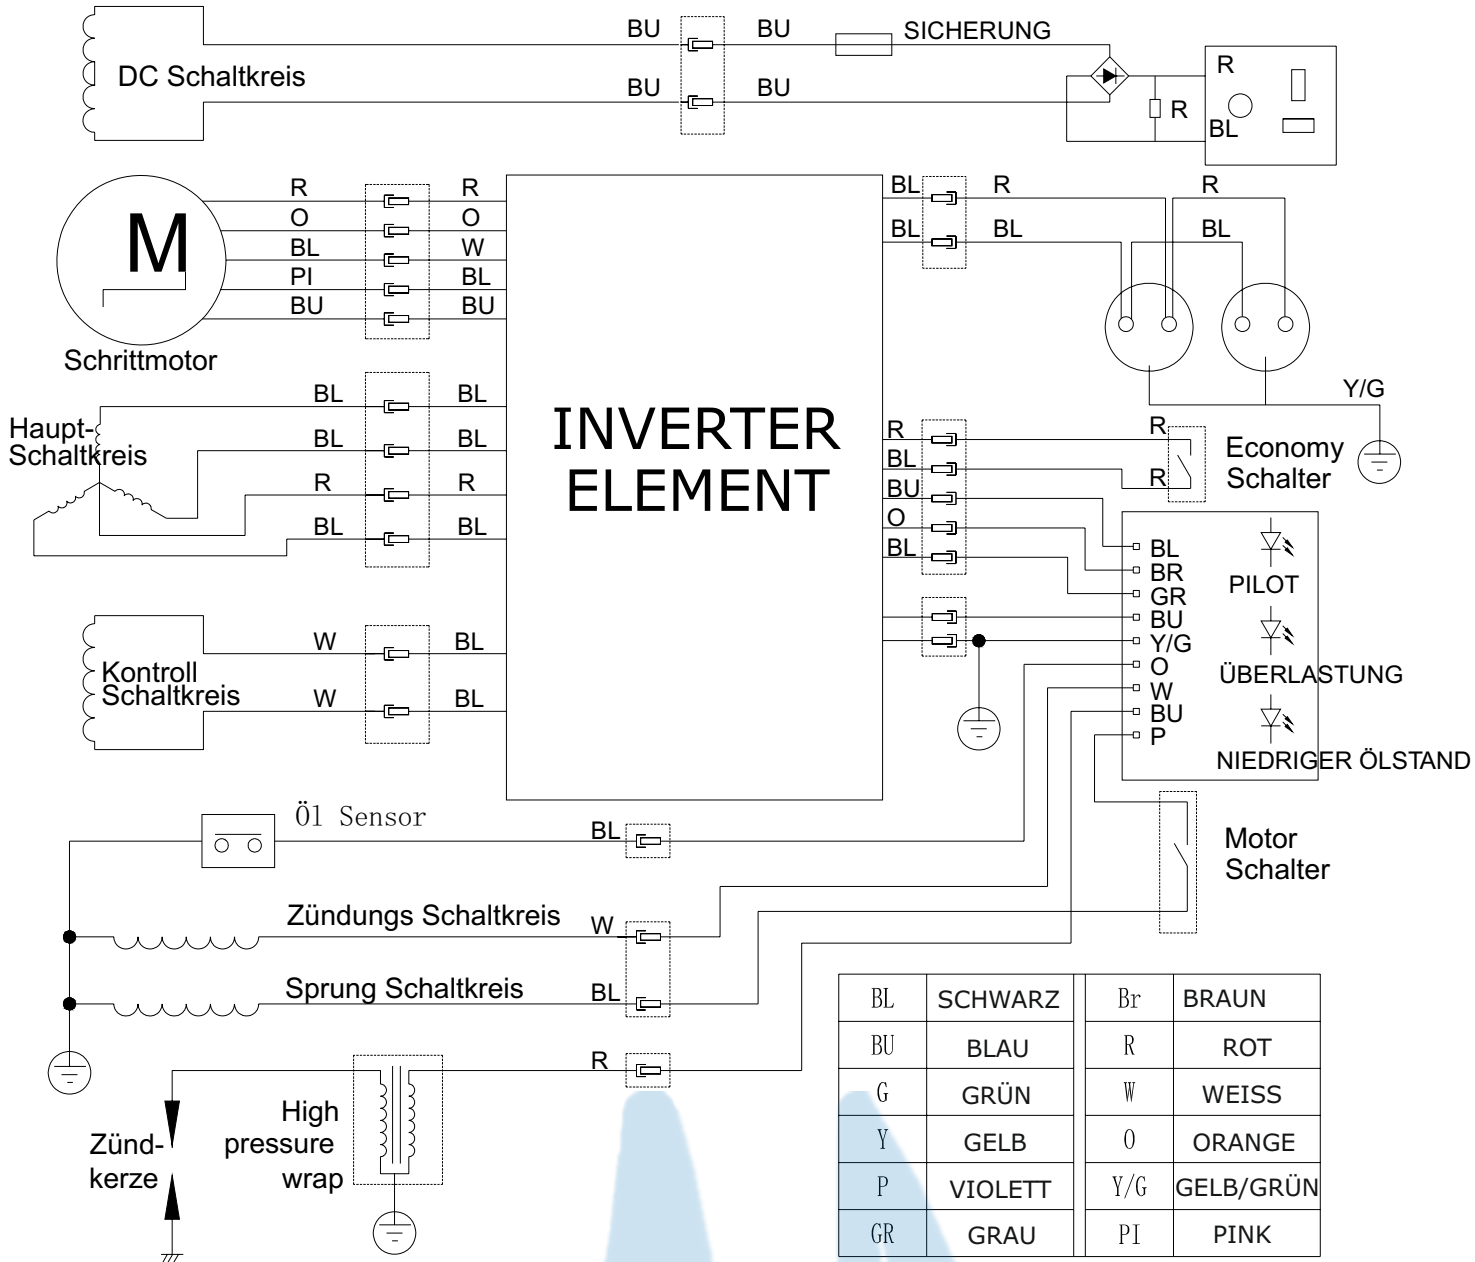 BU
BU
SICHERUNG
DC Schaltkreis
BU
BU
R
R
BL
M
R
R
O
O
BL
W
PI
BL
BU
BU
Schrittmotor
BL
R
R
BL
BL
BL
Y/G
INVERTER
ELEMENT
Haupt-
Schaltkreis
BL
BL
BL
BL
R
R
BL
BL
R
BL
BU
O
BL
R
R
Economy
Schalter
BL
BR
GR
BU
Y/G
O
W
BU
P
PILOT
ÜBERLASTUNG
NIEDRIGER ÖLSTAND
Kontroll
Schaltkreis
W
BL
W
BL
Öl Sensor
BL
Motor
Schalter
Zündungs Schaltkreis
W
Sprung Schaltkreis
BL
R
High
pressure
wrap
Zünd-
kerze
BL SCHWARZ Br BRAUN
BU BLAU R ROT
G GRÜN W WEISS
Y GELB O ORANGE
P VIOLETT Y/G GELB/GRÜN
GR GRAU PI PINK